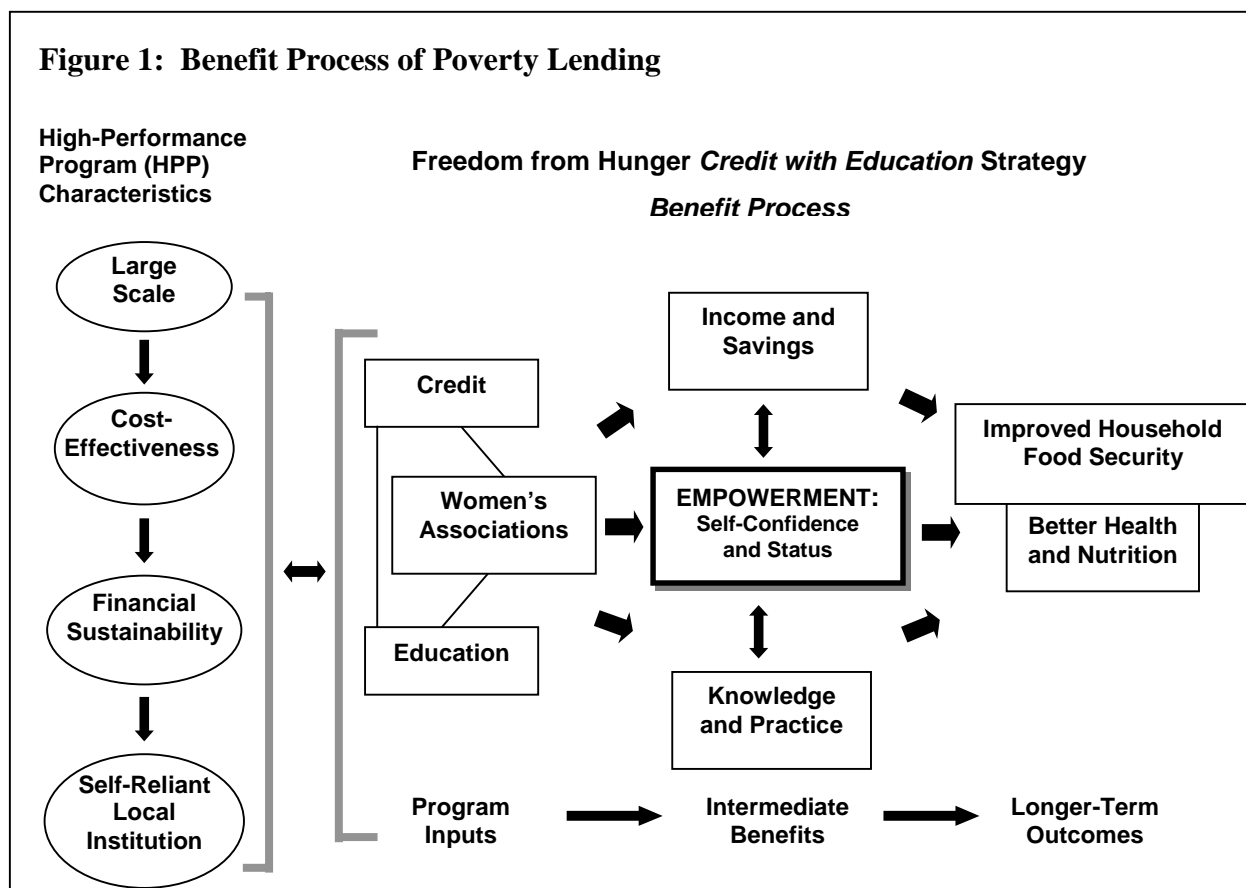 Figure 1: Benefit Process of Poverty Lending
High-Performance
Program (HPP)
Characteristics
Freedom from Hunger Credit with Education Strategy
Benefit Process
Large
Scale
Cost-
Effectiveness
Financial
Sustainability
Self-Reliant
Local
Institution
Credit
Women’s
Associations
Education
Income and
Savings
EMPOWERMENT:
Self-Confidence
and Status
Knowledge
and Practice
Improved Household
Food Security
Better Health
and Nutrition
Program
Inputs
Intermediate
Benefits
Longer-Term
Outcomes